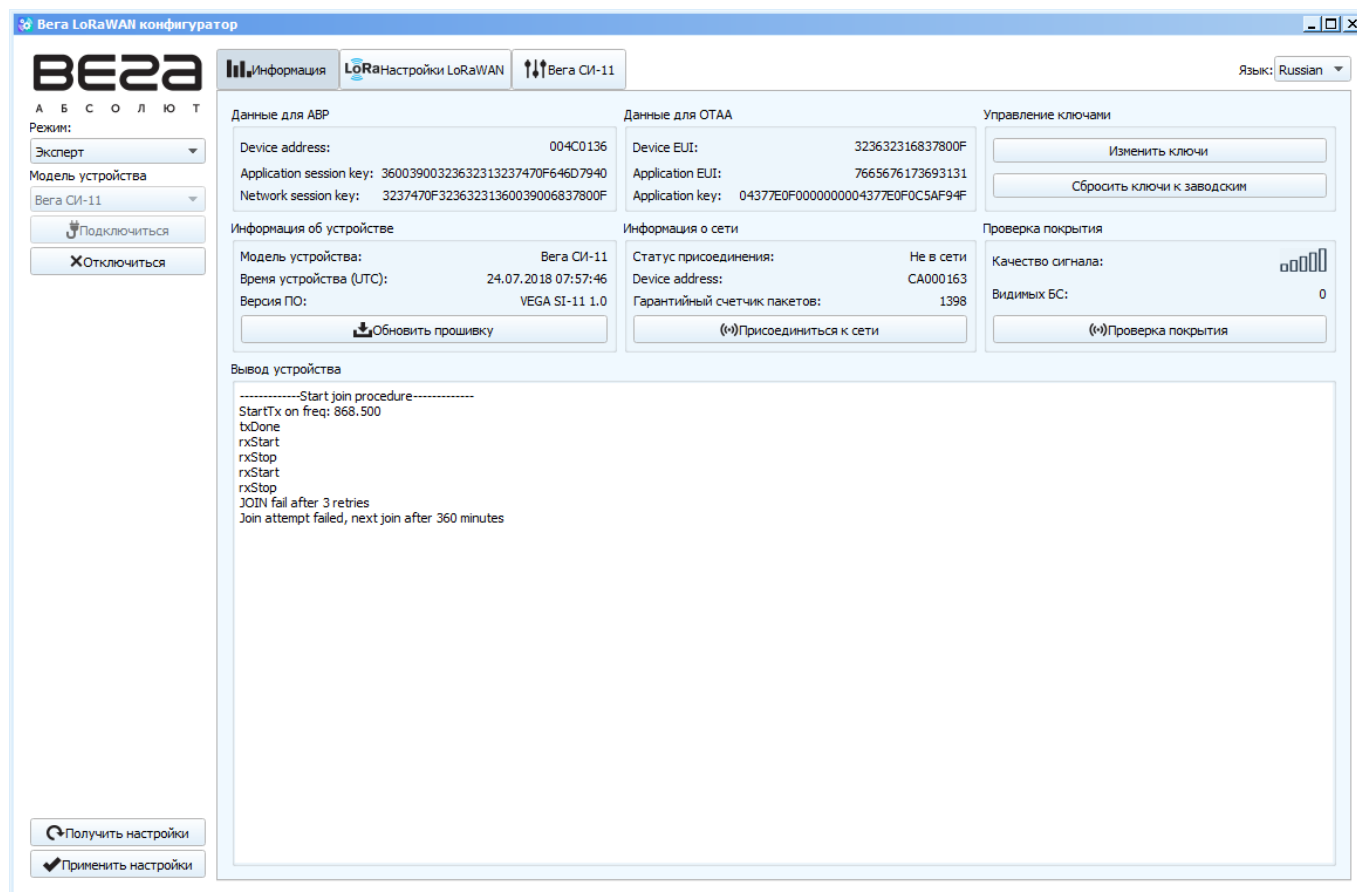 Вега LoRaWAN конфигуратор
ВЕГА
АБСОЛЮТ
Режим:
Эксперт
Модель устройства
Вега СИ-11
Подключиться
Отключиться
Получить настройки
Применить настройки
Информация
LoRa Настройки LoRaWAN
Вега СИ-11
Язык: Russian
Данные для ABP
Device address: 004C0136
Application session key: 36003900323632313237470F646D7940
Network session key: 3237470F32363231360039006837800F
Данные для OTAA
Device EUI: 323632316837800F
Application EUI: 7665676173693131
Application key: 04377E0F0000000004377E0F0C5AF94F
Управление ключами
Изменить ключи
Сбросить ключи к заводским
Информация об устройстве
Модель устройства: Вега СИ-11
Время устройства (UTC): 24.07.2018 07:57:46
Версия ПО: VEGA SI-11 1.0
Обновить прошивку
Информация о сети
Статус присоединения: Не в сети
Device address: CA000163
Гарантийный счетчик пакетов: 1398
Присоединиться к сети
Проверка покрытия
Качество сигнала:
Видимых БС: 0
Проверка покрытия
Вывод устройства
-------------Start join procedure-------------
StartTx on freq: 868.500
txDone
rxStart
rxStop
rxStart
rxStop
JOIN fail after 3 retries
Join attempt failed, next join after 360 minutes